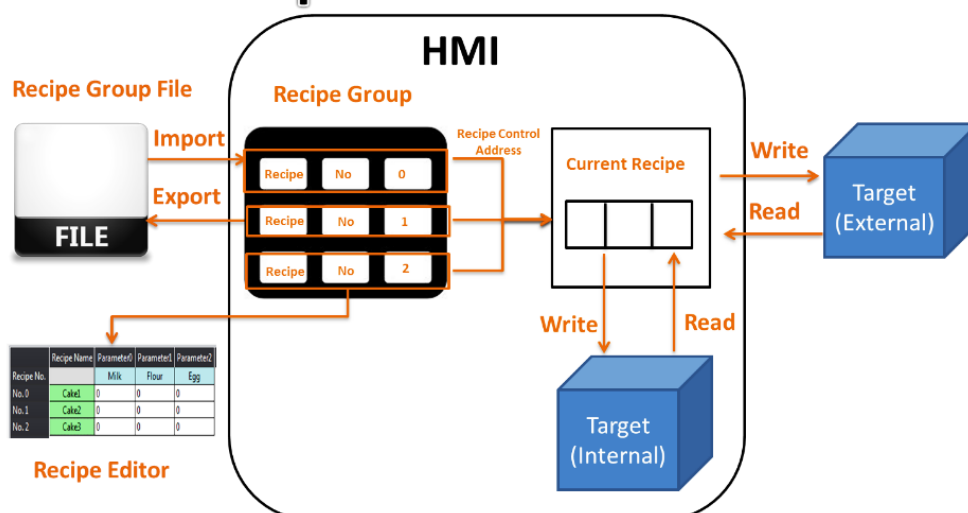 HMI
Recipe Group File
Recipe Group
Import
Export
FILE
Recipe No 0
Recipe No 1
Recipe No 2
Recipe Control
Address
Current Recipe
Write
Read
Target
(External)
Write
Read
Target
(Internal)
Recipe Name Parameter0 Parameter1 Parameter2
Recipe No. Milk Flour Egg
No. 0 Cake1 0 0 0
No. 1 Cake2 0 0 0
No. 2 Cake3 0 0 0
Recipe Editor